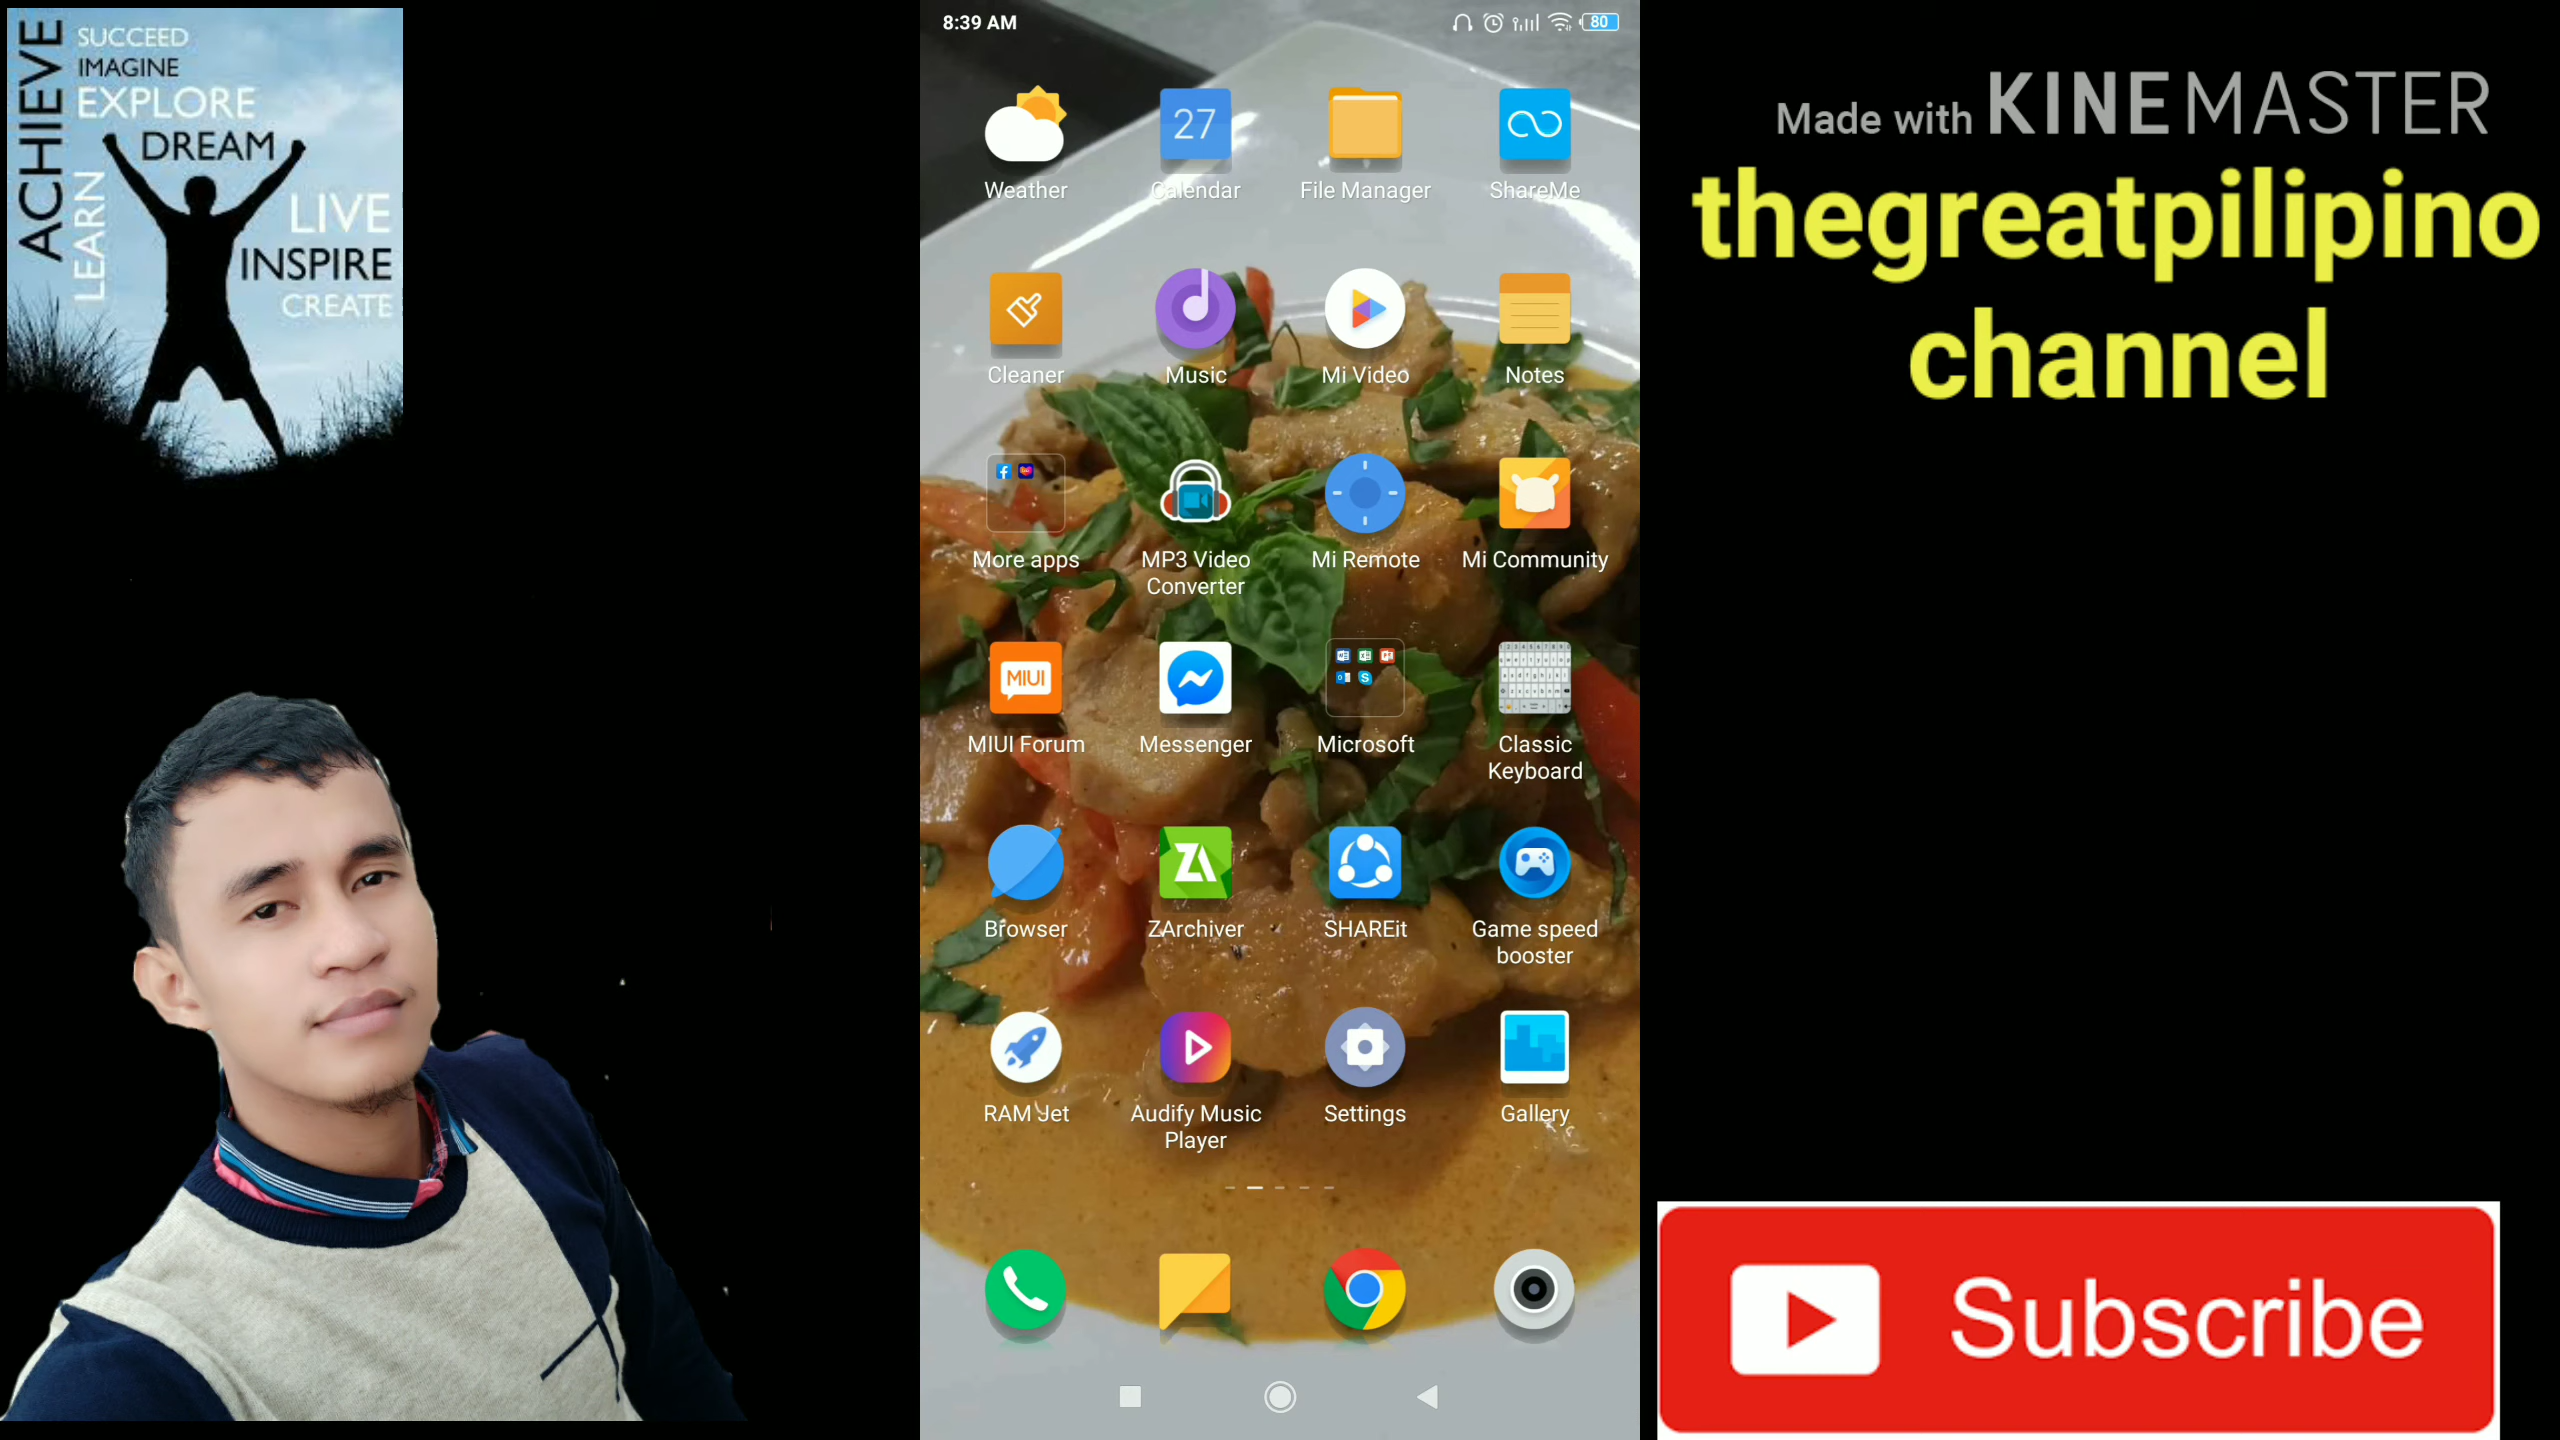 ACHIEVE
SUCCEED
IMAGINE
EXPLORE
DREAM
LEARN
LIVE
INSPIRE
CREATE
8:39 AM
80
27
Weather
Calendar
File Manager
ShareMe
Cleaner
Music
Mi Video
Notes
More apps
MP3 Video
Converter
Mi Remote
Mi Community
MIUI
MIUI Forum
Messenger
Microsoft
Classic
Keyboard
Browser
ZA
ZArchiver
SHAREit
Game speed
booster
RAM Jet
Audify Music
Player
Settings
Gallery
Made with KINEMASTER
thegreatpilipino
channel
Subscribe